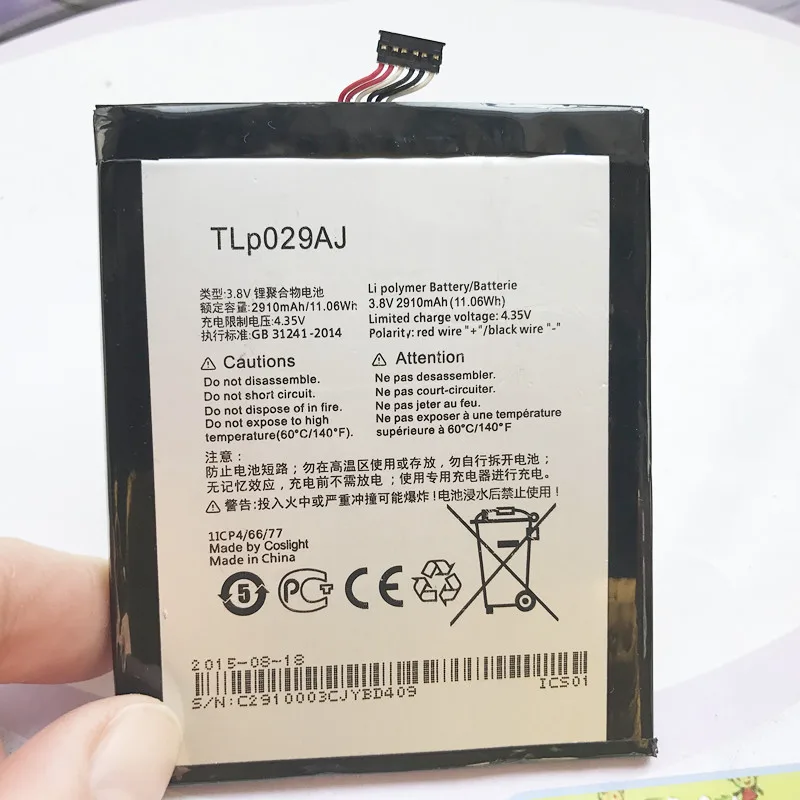 TLp029AJ
类型:3.8V 锂聚合物电池
额定容量:2910mAh/11.06Wh
充电限制电压:4.35V
执行标准:GB 31241-2014
Li polymer Battery/Batterie
3.8V 2910mAh (11.06Wh)
Limited charge voltage: 4.35V
Polarity: red wire "+"/black wire "-"
⚠ Cautions
Do not disassemble.
Do not short circuit.
Do not dispose of in fire.
Do not expose to high
temperature(60°C/140°F).
⚠ Attention
Ne pas desassembler.
Ne pas court-circuiter.
Ne pas jeter au feu.
Ne pas exposer à une température
supérieure à 60°C/140°F
注意:
防止电池短路;勿在高温区使用或存放,勿自行拆开电池;
无记忆效应,充电前不需放电;使用专用充电器进行充电。
⚠ 警告:投入火中或严重冲撞可能爆炸!电池浸水后禁止使用!
1ICP4/66/77
Made by Coslight
Made in China
5 PCT CE
2015-08-18
S/N:C2910003CJYBD409
ICS01